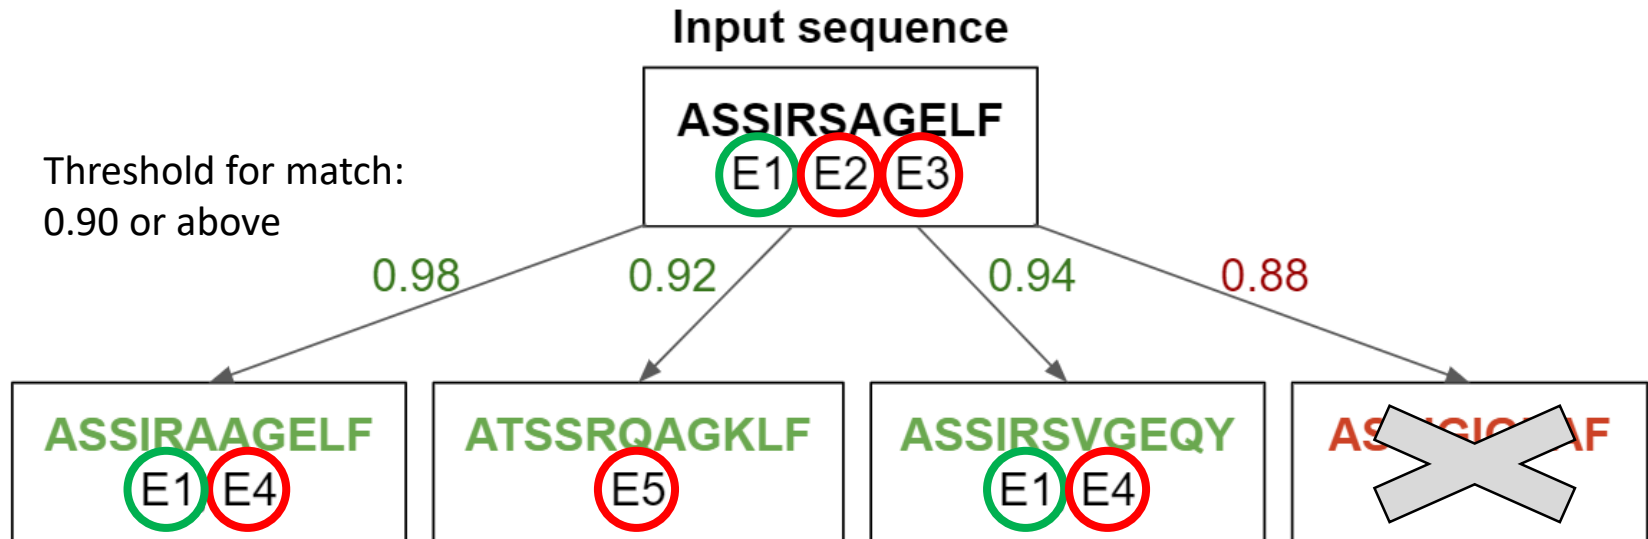 Input sequence
ASSIRSAGELF
E1 E2 E3
Threshold for match:
0.90 or above
0.98 0.92 0.94 0.88
ASSIRAAGELF ATSSRQAGKLF ASSIRSVGEQY
E1 E4 E5 E1 E4